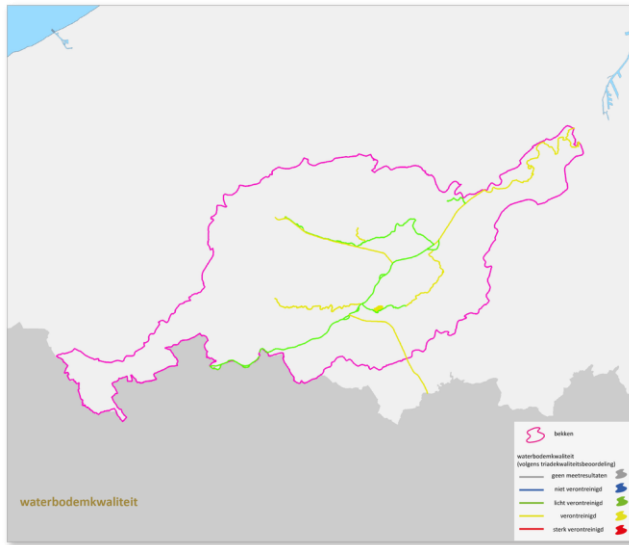 bekken
waterbodemkwaliteit
(volgens triadekwaliteitsbeoordeling)
geen meetresultaten
niet verontreinigd
licht verontreinigd
verontreinigd
sterk verontreinigd
waterbodemkwaliteit